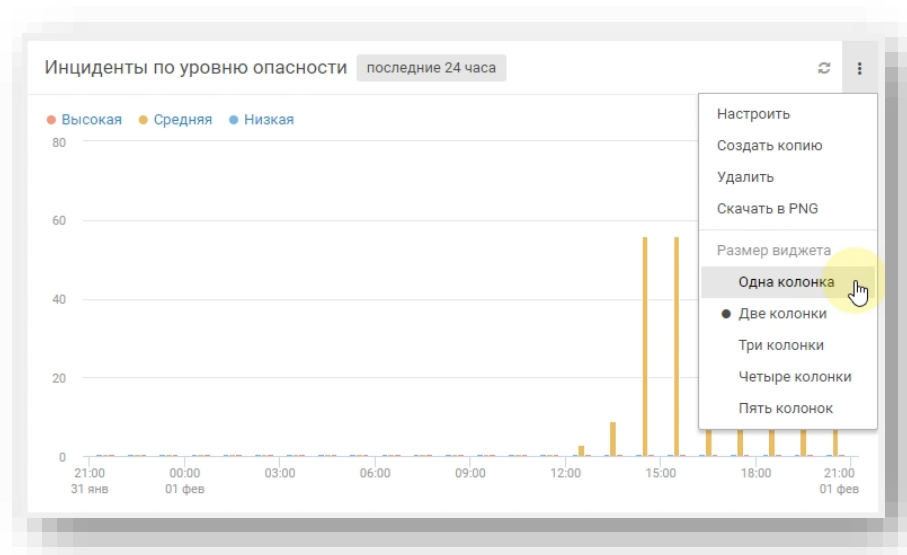 Инциденты по уровню опасности последние 24 часа
Высокая Средняя Низкая
Настроить
Создать копию
Удалить
Скачать в PNG
Размер виджета
Одна колонка
Две колонки
Три колонки
Четыре колонки
Пять колонок
80
60
40
20
0
21:00 00:00 03:00 06:00 09:00 12:00 15:00 18:00 21:00
31 янв 01 фев 01 фев